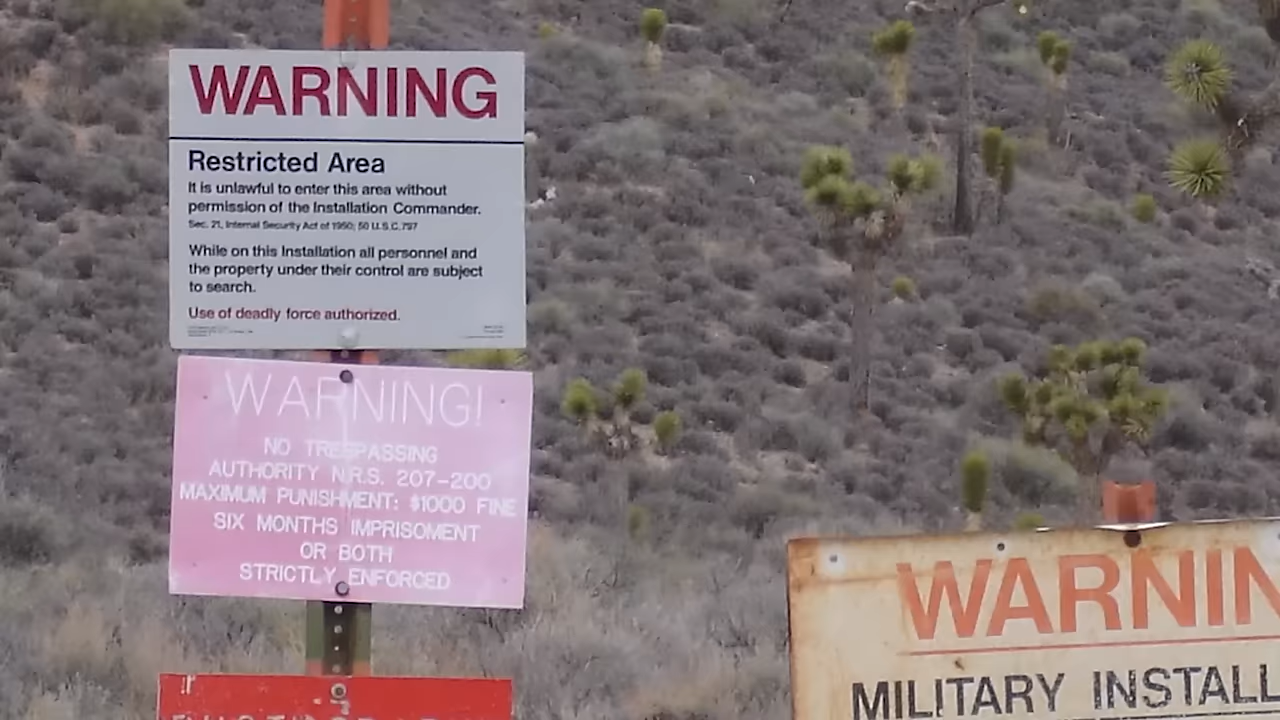 WARNING
Restricted Area
It is unlawful to enter this area without
permission of the Installation Commander.
Sec. 21, Internal Security Act of 1950; 50 U.S.C. 797
While on this Installation all personnel and
the property under their control are subject
to search.
Use of deadly force authorized.
WARNING!
NO TRESPASSING
AUTHORITY N.R.S. 207-200
MAXIMUM PUNISHMENT: $1000 FINE
SIX MONTHS IMPRISOMENT
OR BOTH
STRICTLY ENFORCED
WARNIN
MILITARY INSTALL